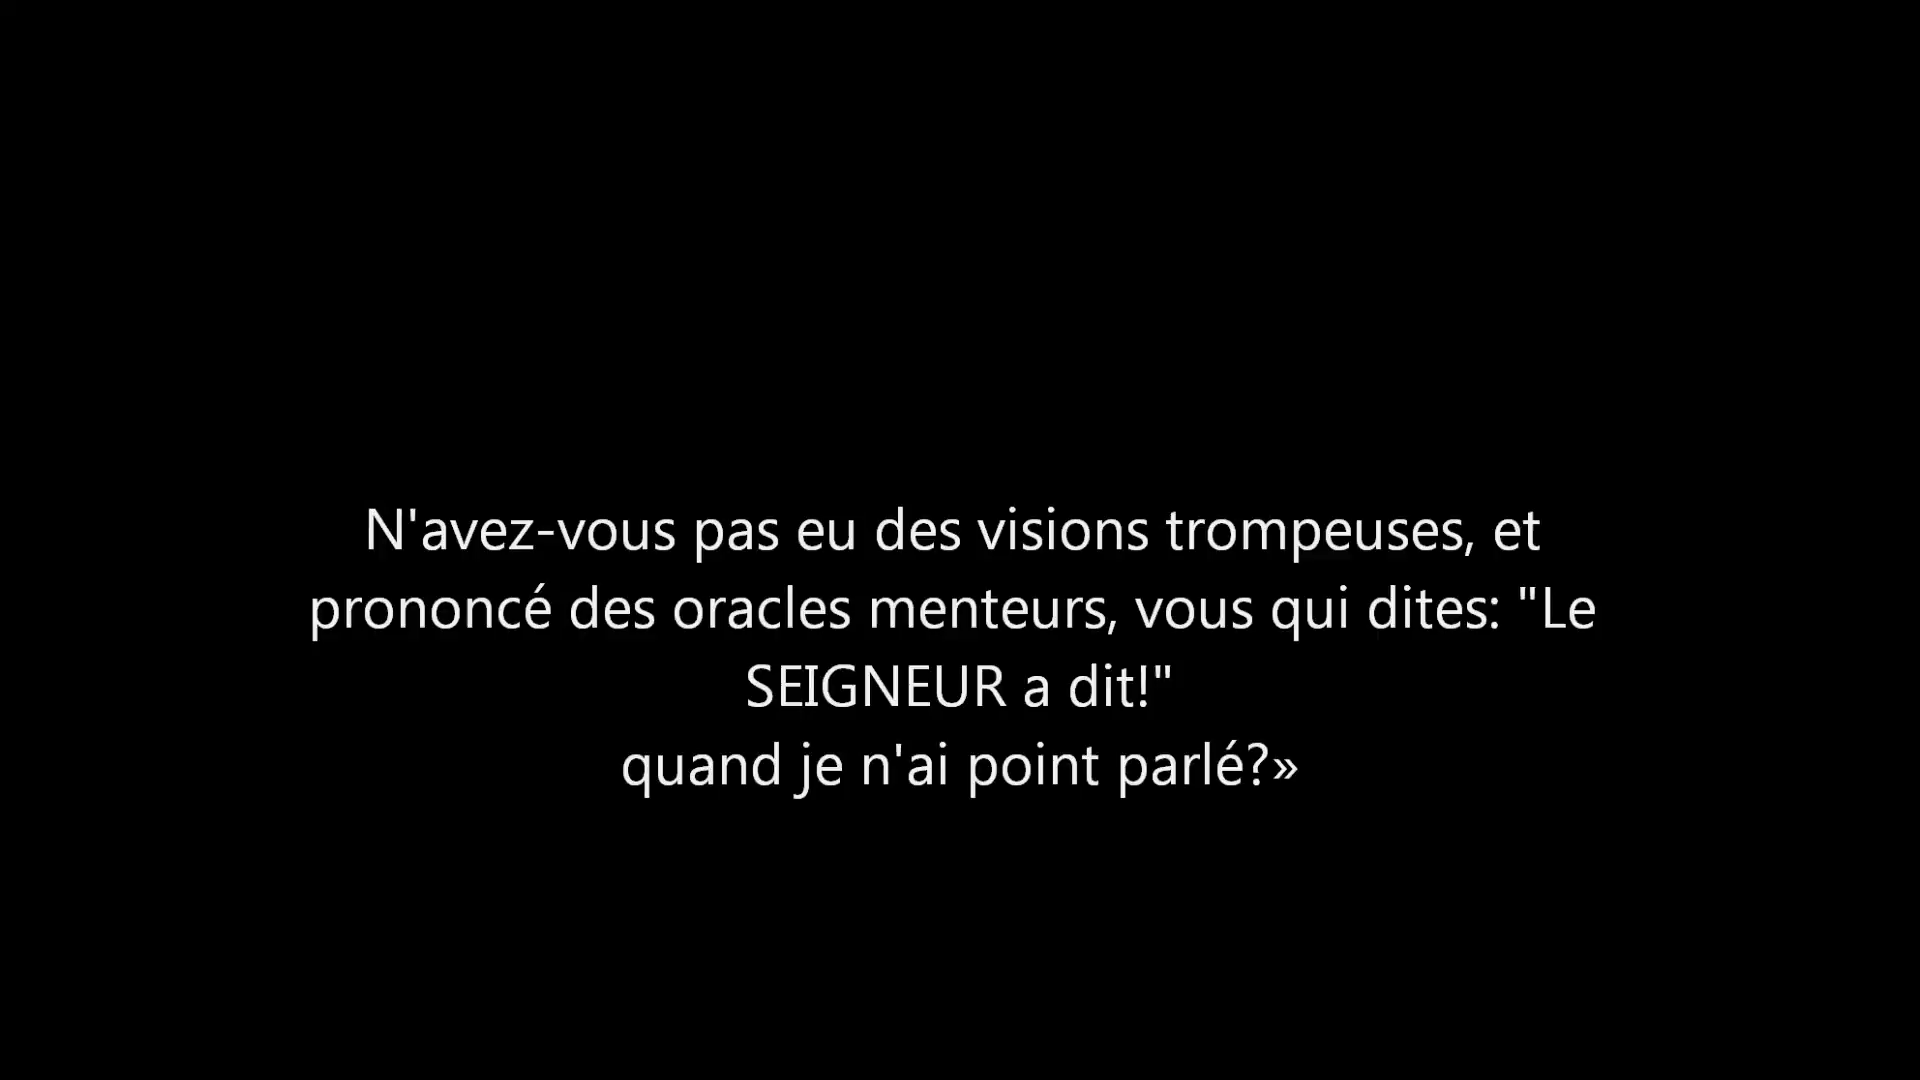 N'avez-vous pas eu des visions trompeuses, et
prononcé des oracles menteurs, vous qui dites: "Le
SEIGNEUR a dit!"
quand je n'ai point parlé?»